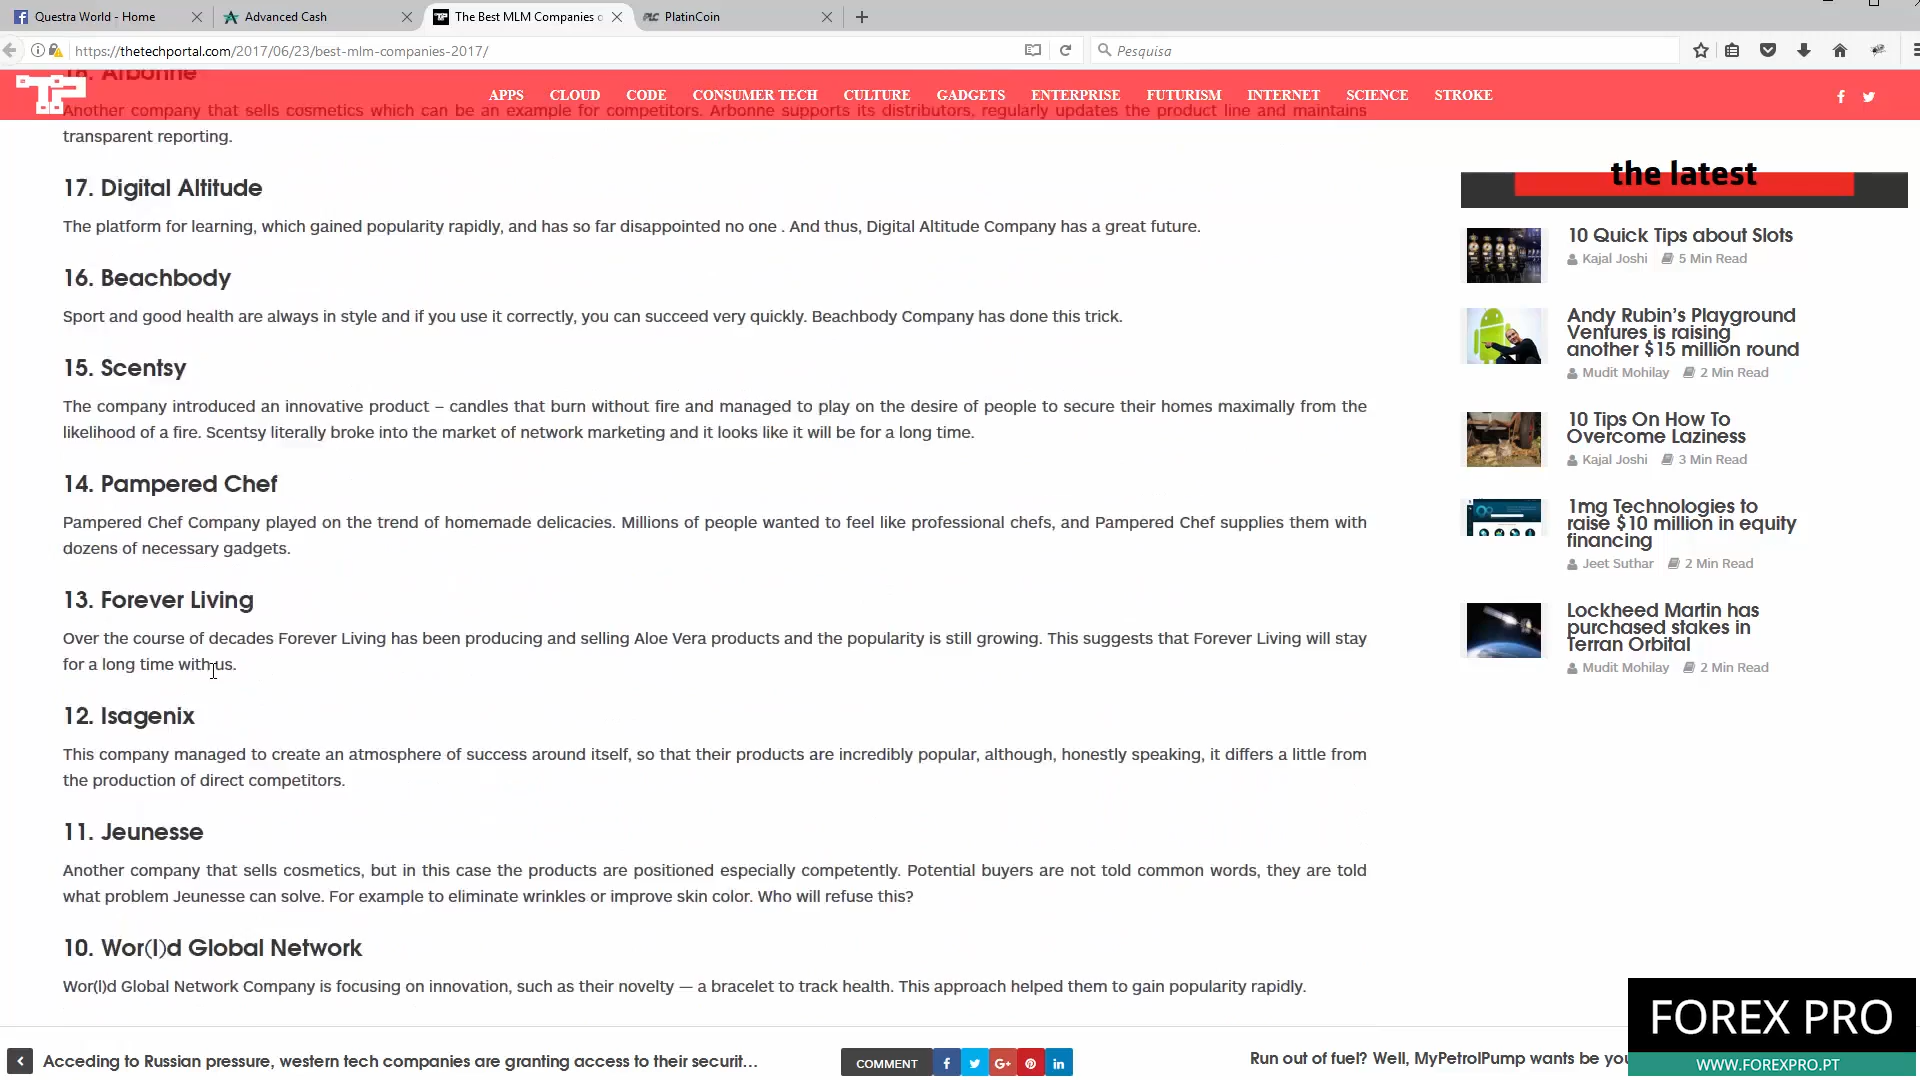 Questra World - Home
Advanced Cash
The Best MLM Companies o
PlatinCoin
https://thetechportal.com/2017/06/23/best-mlm-companies-2017/
Pesquisa
18. Arbonne
APPS CLOUD CODE CONSUMER TECH CULTURE GADGETS ENTERPRISE FUTURISM INTERNET SCIENCE STROKE
Another company that sells cosmetics which can be an example for competitors. Arbonne supports its distributors, regularly updates the product line and maintains
transparent reporting.
17. Digital Altitude
The platform for learning, which gained popularity rapidly, and has so far disappointed no one . And thus, Digital Altitude Company has a great future.
16. Beachbody
Sport and good health are always in style and if you use it correctly, you can succeed very quickly. Beachbody Company has done this trick.
15. Scentsy
The company introduced an innovative product – candles that burn without fire and managed to play on the desire of people to secure their homes maximally from the
likelihood of a fire. Scentsy literally broke into the market of network marketing and it looks like it will be for a long time.
14. Pampered Chef
Pampered Chef Company played on the trend of homemade delicacies. Millions of people wanted to feel like professional chefs, and Pampered Chef supplies them with
dozens of necessary gadgets.
13. Forever Living
Over the course of decades Forever Living has been producing and selling Aloe Vera products and the popularity is still growing. This suggests that Forever Living will stay
for a long time with us.
12. Isagenix
This company managed to create an atmosphere of success around itself, so that their products are incredibly popular, although, honestly speaking, it differs a little from
the production of direct competitors.
11. Jeunesse
Another company that sells cosmetics, but in this case the products are positioned especially competently. Potential buyers are not told common words, they are told
what problem Jeunesse can solve. For example to eliminate wrinkles or improve skin color. Who will refuse this?
10. Wor(l)d Global Network
Wor(l)d Global Network Company is focusing on innovation, such as their novelty — a bracelet to track health. This approach helped them to gain popularity rapidly.
the latest
10 Quick Tips about Slots
Kajal Joshi 5 Min Read
Andy Rubin's Playground
Ventures is raising
another $15 million round
Mudit Mohilay 2 Min Read
10 Tips On How To
Overcome Laziness
Kajal Joshi 3 Min Read
1mg Technologies to
raise $10 million in equity
financing
Jeet Suthar 2 Min Read
Lockheed Martin has
purchased stakes in
Terran Orbital
Mudit Mohilay 2 Min Read
Acceding to Russian pressure, western tech companies are granting access to their securit...
COMMENT
Run out of fuel? Well, MyPetrolPump wants be you
FOREX PRO
WWW.FOREXPRO.PT